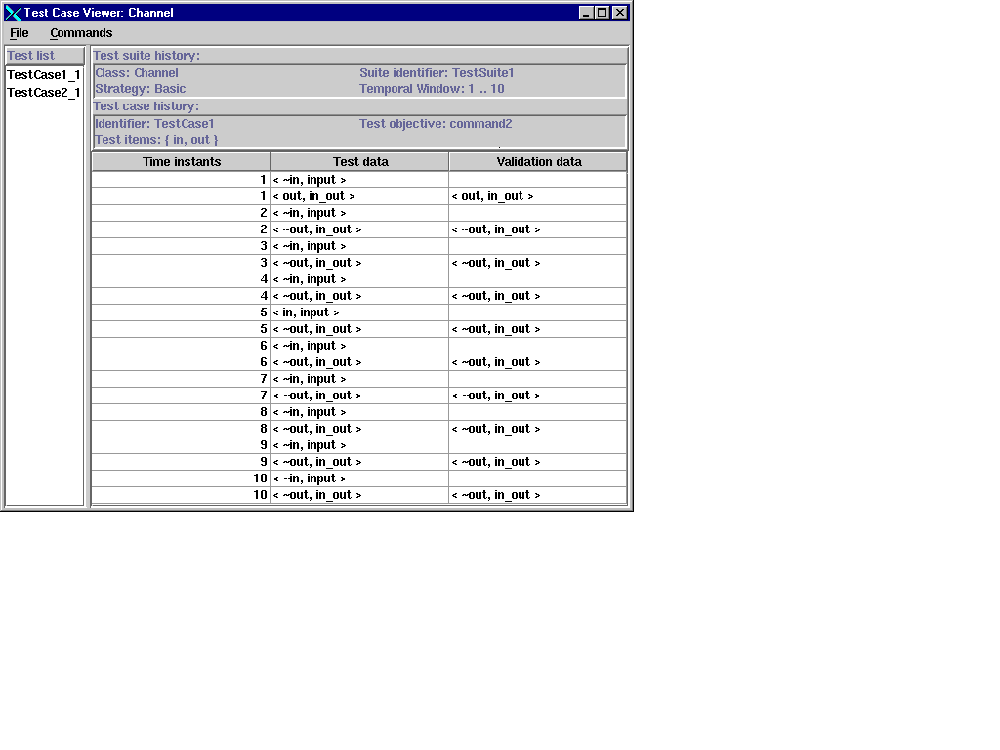 Test Case Viewer: Channel
File Commands
Test list
TestCase1_1
TestCase2_1
Test suite history:
Class: Channel Suite identifier: TestSuite1
Strategy: Basic Temporal Window: 1 .. 10
Test case history:
Identifier: TestCase1 Test objective: command2
Test items: { in, out }
Time instants Test data Validation data
1 < ~in, input >
1 < out, in_out > < out, in_out >
2 < ~in, input >
2 < ~out, in_out > < ~out, in_out >
3 < ~in, input >
3 < ~out, in_out > < ~out, in_out >
4 < ~in, input >
4 < ~out, in_out > < ~out, in_out >
5 < in, input >
5 < ~out, in_out > < ~out, in_out >
6 < ~in, input >
6 < ~out, in_out > < ~out, in_out >
7 < ~in, input >
7 < ~out, in_out > < ~out, in_out >
8 < ~in, input >
8 < ~out, in_out > < ~out, in_out >
9 < ~in, input >
9 < ~out, in_out > < ~out, in_out >
10 < ~in, input >
10 < ~out, in_out > < ~out, in_out >